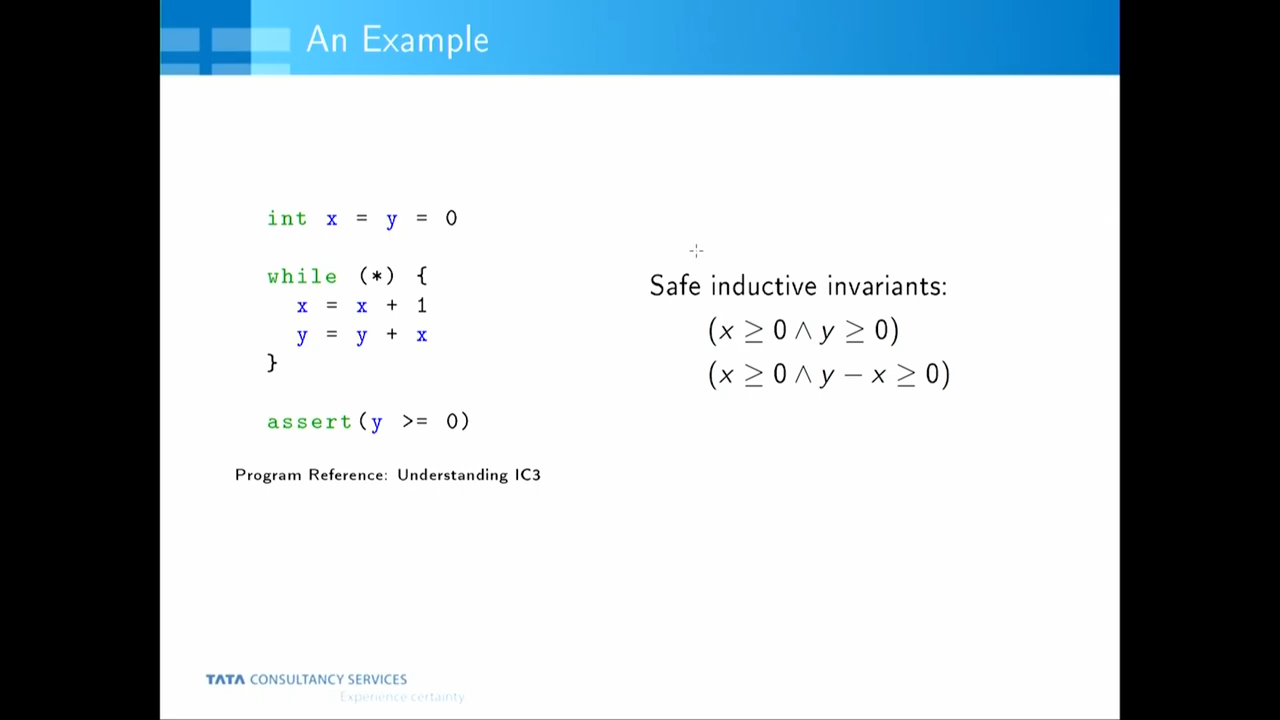 An Example
int x = y = 0
while (*) {
x = x + 1
y = y + x
}
assert(y >= 0)
Program Reference: Understanding IC3
Safe inductive invariants:
(x ≥ 0 ∧ y ≥ 0)
(x ≥ 0 ∧ y − x ≥ 0)
TATA CONSULTANCY SERVICES
Experience certainty.